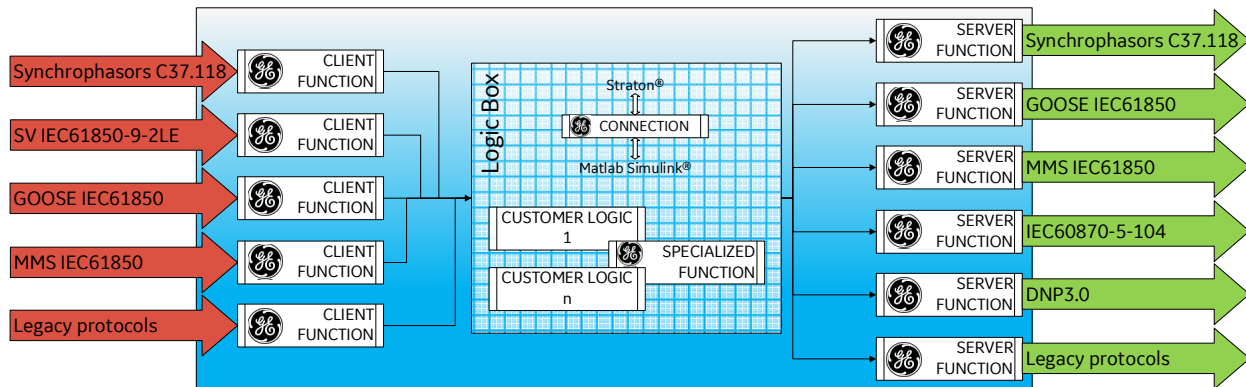 Synchrophasors C37.118
CLIENT
FUNCTION
SV IEC61850-9-2LE
CLIENT
FUNCTION
GOOSE IEC61850
CLIENT
FUNCTION
MMS IEC61850
CLIENT
FUNCTION
Legacy protocols
CLIENT
FUNCTION
Logic Box
Straton®
CONNECTION
Matlab Simulink®
CUSTOMER LOGIC
1
SPECIALIZED
FUNCTION
CUSTOMER LOGIC
n
SERVER
FUNCTION
Synchrophasors C37.118
SERVER
FUNCTION
GOOSE IEC61850
SERVER
FUNCTION
MMS IEC61850
SERVER
FUNCTION
IEC60870-5-104
SERVER
FUNCTION
DNP3.0
SERVER
FUNCTION
Legacy protocols